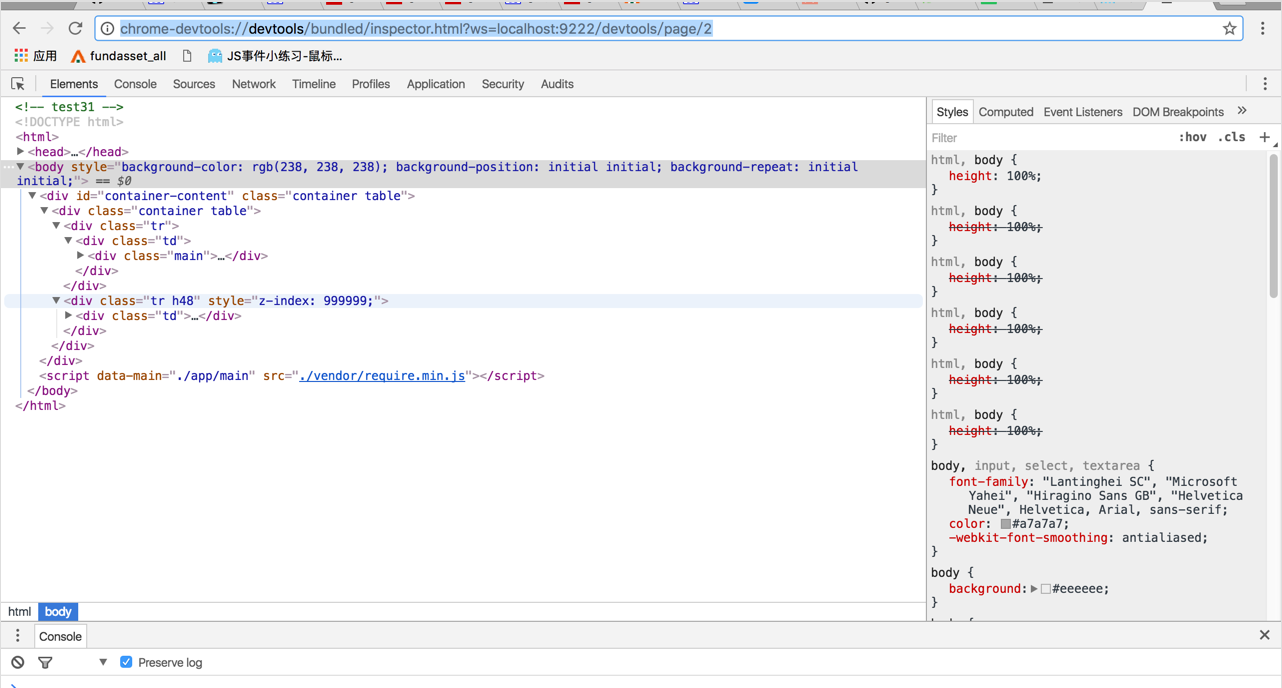 chrome-devtools://devtools/bundled/inspector.html?ws=localhost:9222/devtools/page/2
应用 fundasset_all JS事件小练习-鼠标...
Elements Console Sources Network Timeline Profiles Application Security Audits
<!-- test31 -->
<!DOCTYPE html>
<html>
<head>…</head>
<body style="background-color: rgb(238, 238, 238); background-position: initial initial; background-repeat: initial
initial;"> == $0
<div id="container-content" class="container table">
<div class="container table">
<div class="tr">
<div class="td">
<div class="main">…</div>
</div>
</div>
<div class="tr h48" style="z-index: 999999;">
<div class="td">…</div>
</div>
</div>
</div>
<script data-main="./app/main" src="./vendor/require.min.js"></script>
</body>
</html>
html body
Styles Computed Event Listeners DOM Breakpoints »
Filter :hov .cls +
html, body {
height: 100%;
}
html, body {
height: 100%;
}
html, body {
height: 100%;
}
html, body {
height: 100%;
}
html, body {
height: 100%;
}
html, body {
height: 100%;
}
body, input, select, textarea {
font-family: "Lantinghei SC", "Microsoft
Yahei", "Hiragino Sans GB", "Helvetica
Neue", Helvetica, Arial, sans-serif;
color: #a7a7a7;
-webkit-font-smoothing: antialiased;
}
body {
background: #eeeeee;
}
Console
Preserve log